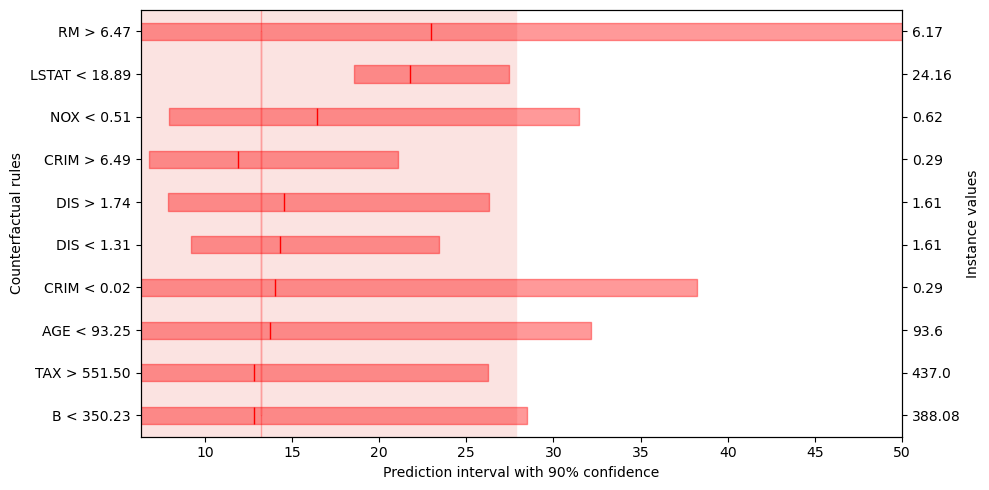 RM > 6.47 6.17
LSTAT < 18.89 24.16
NOX < 0.51 0.62
CRIM > 6.49 0.29
DIS > 1.74 1.61
DIS < 1.31 1.61
CRIM < 0.02 0.29
AGE < 93.25 93.6
TAX > 551.50 437.0
B < 350.23 388.08
Counterfactual rules
Instance values
10 15 20 25 30 35 40 45 50
Prediction interval with 90% confidence